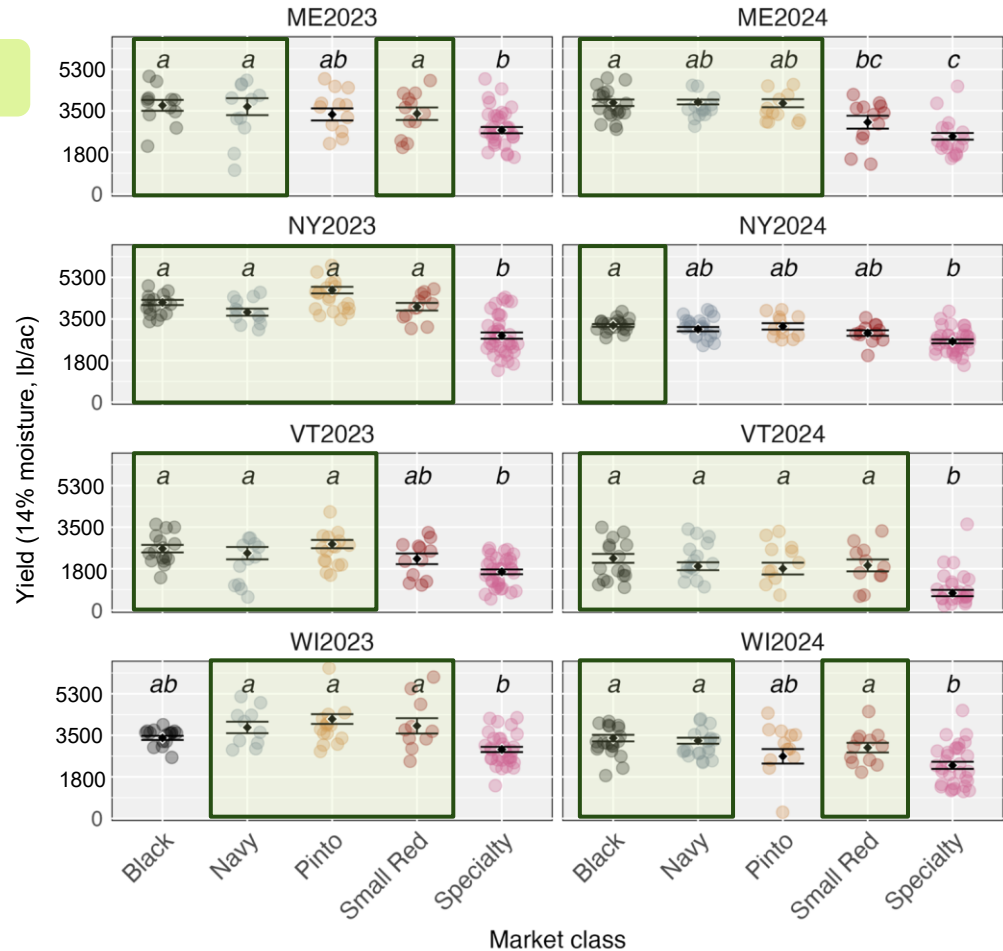 ME2023 ME2024
a a ab a b a ab ab bc c
5300
3500
1800
0
NY2023 NY2024
a a a a b a ab ab ab b
5300
3500
1800
0
VT2023 VT2024
a a a ab b a a a a b
5300
3500
1800
0
WI2023 WI2024
ab a a a b a a ab a b
5300
3500
1800
0
Yield (14% moisture, lb/ac)
Black Navy Pinto Small Red Specialty Black Navy Pinto Small Red Specialty
Market class